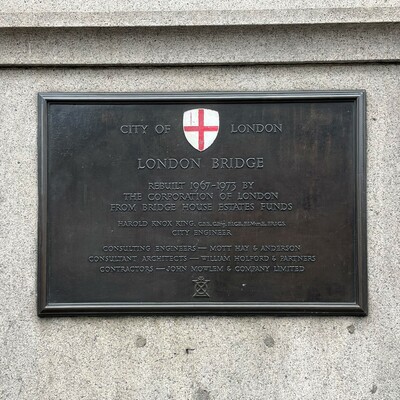 CITY OF LONDON
LONDON BRIDGE
REBUILT 1967-1973 BY
THE CORPORATION OF LONDON
FROM BRIDGE HOUSE ESTATES FUNDS
HAROLD KNOX KING,
CITY ENGINEER
CONSULTING ENGINEERS — MOTT HAY & ANDERSON
CONSULTANT ARCHITECTS — WILLIAM HOLFORD & PARTNERS
CONTRACTORS — JOHN MOWLEM & COMPANY LIMITED